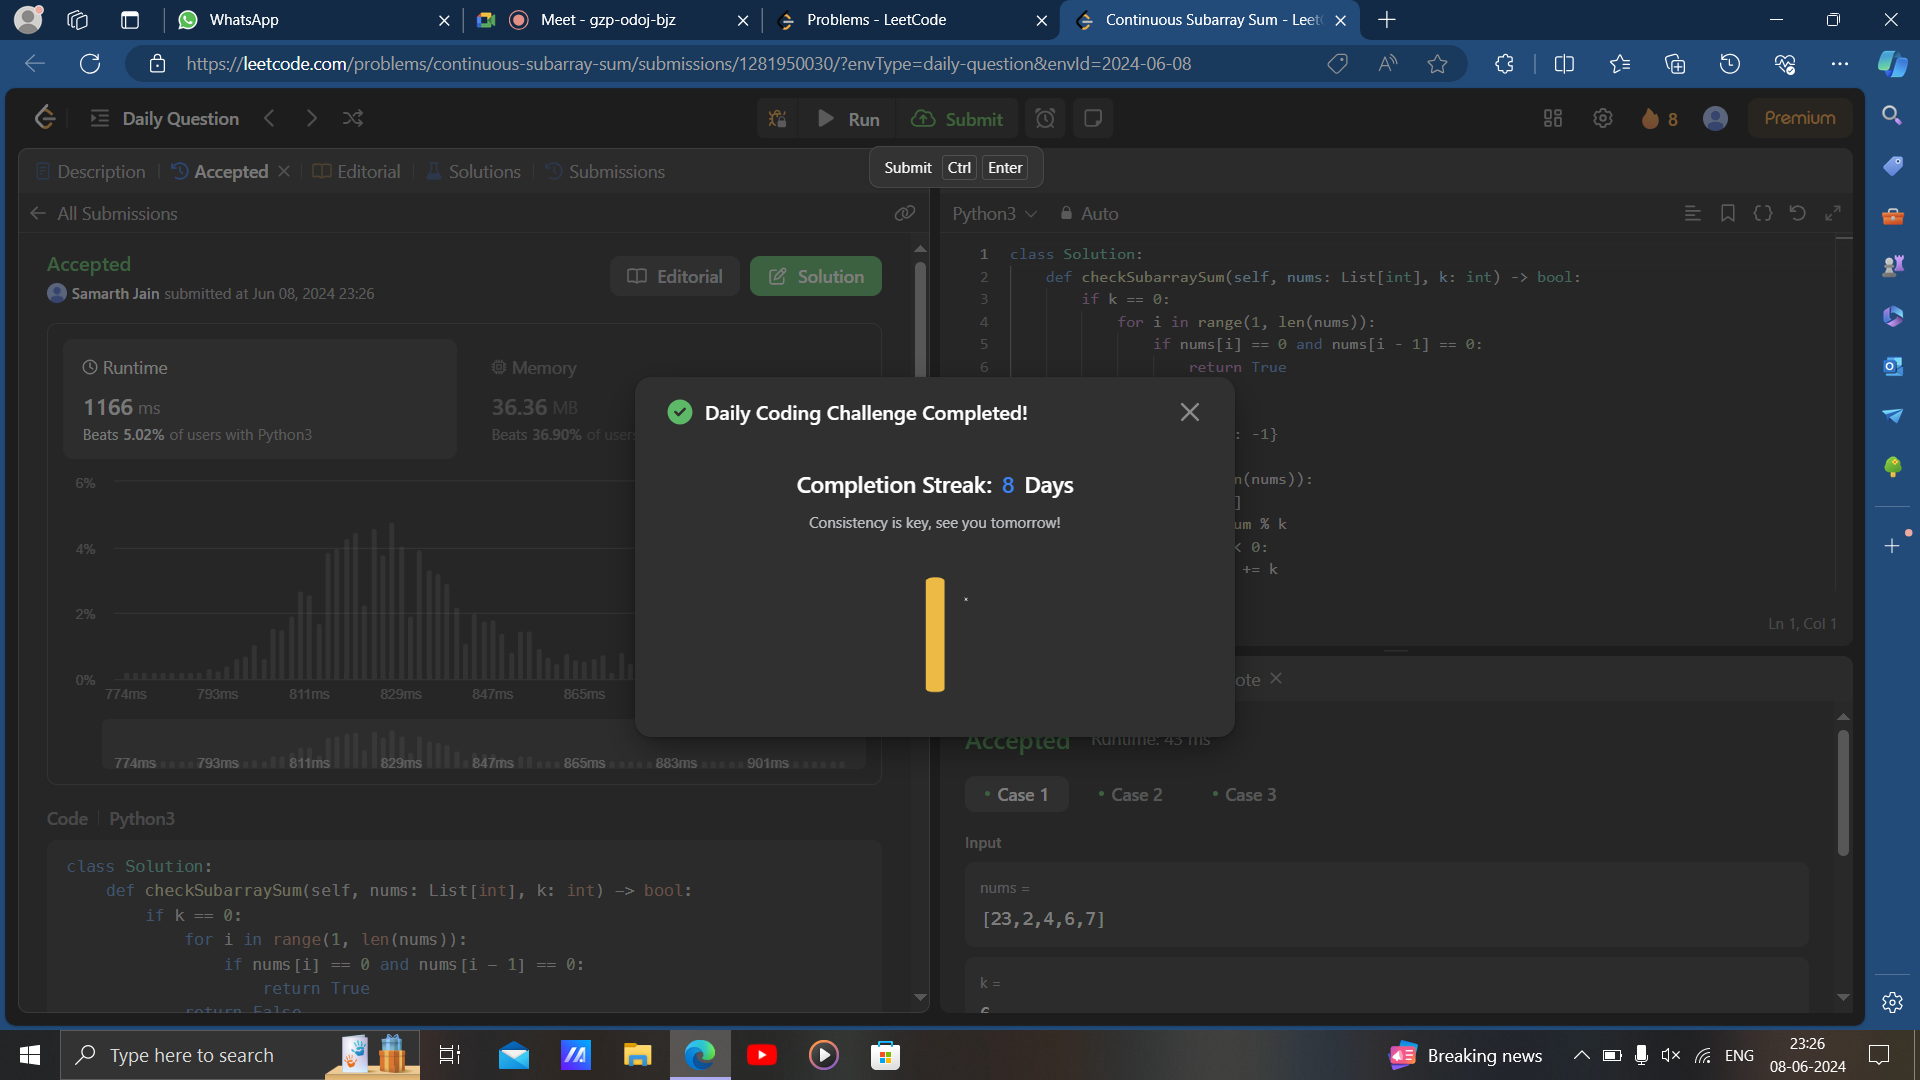 WhatsApp
Meet - gzp-odoj-bjz
Problems - LeetCode
Continuous Subarray Sum - Leet
https://leetcode.com/problems/continuous-subarray-sum/submissions/1281950030/?envType=daily-question&envId=2024-06-08
Daily Question
Run
Submit
8
Premium
Description
Accepted
Editorial
Solutions
Submissions
Submit Ctrl Enter
All Submissions
Python3
Auto
Accepted
Samarth Jain submitted at Jun 08, 2024 23:26
Editorial
Solution
Runtime
1166 ms
Beats 5.02% of users with Python3
Memory
36.36 MB
Beats 36.90% of users
6%
4%
2%
0%
774ms 793ms 811ms 829ms 847ms 865ms
774ms 793ms 811ms 829ms 847ms 865ms 883ms 901ms
Code Python3
class Solution:
def checkSubarraySum(self, nums: List[int], k: int) -> bool:
if k == 0:
for i in range(1, len(nums)):
if nums[i] == 0 and nums[i - 1] == 0:
return True
return False
1 class Solution:
2 def checkSubarraySum(self, nums: List[int], k: int) -> bool:
3 if k == 0:
4 for i in range(1, len(nums)):
5 if nums[i] == 0 and nums[i - 1] == 0:
6 return True
: -1}
n(nums)):
]
um % k
< 0:
+= k
Ln 1, Col 1
Daily Coding Challenge Completed!
Completion Streak: 8 Days
Consistency is key, see you tomorrow!
ote
Accepted Runtime: 43 ms
Case 1
Case 2
Case 3
Input
nums =
[23,2,4,6,7]
k =
6
Type here to search
Breaking news
ENG
23:26
08-06-2024